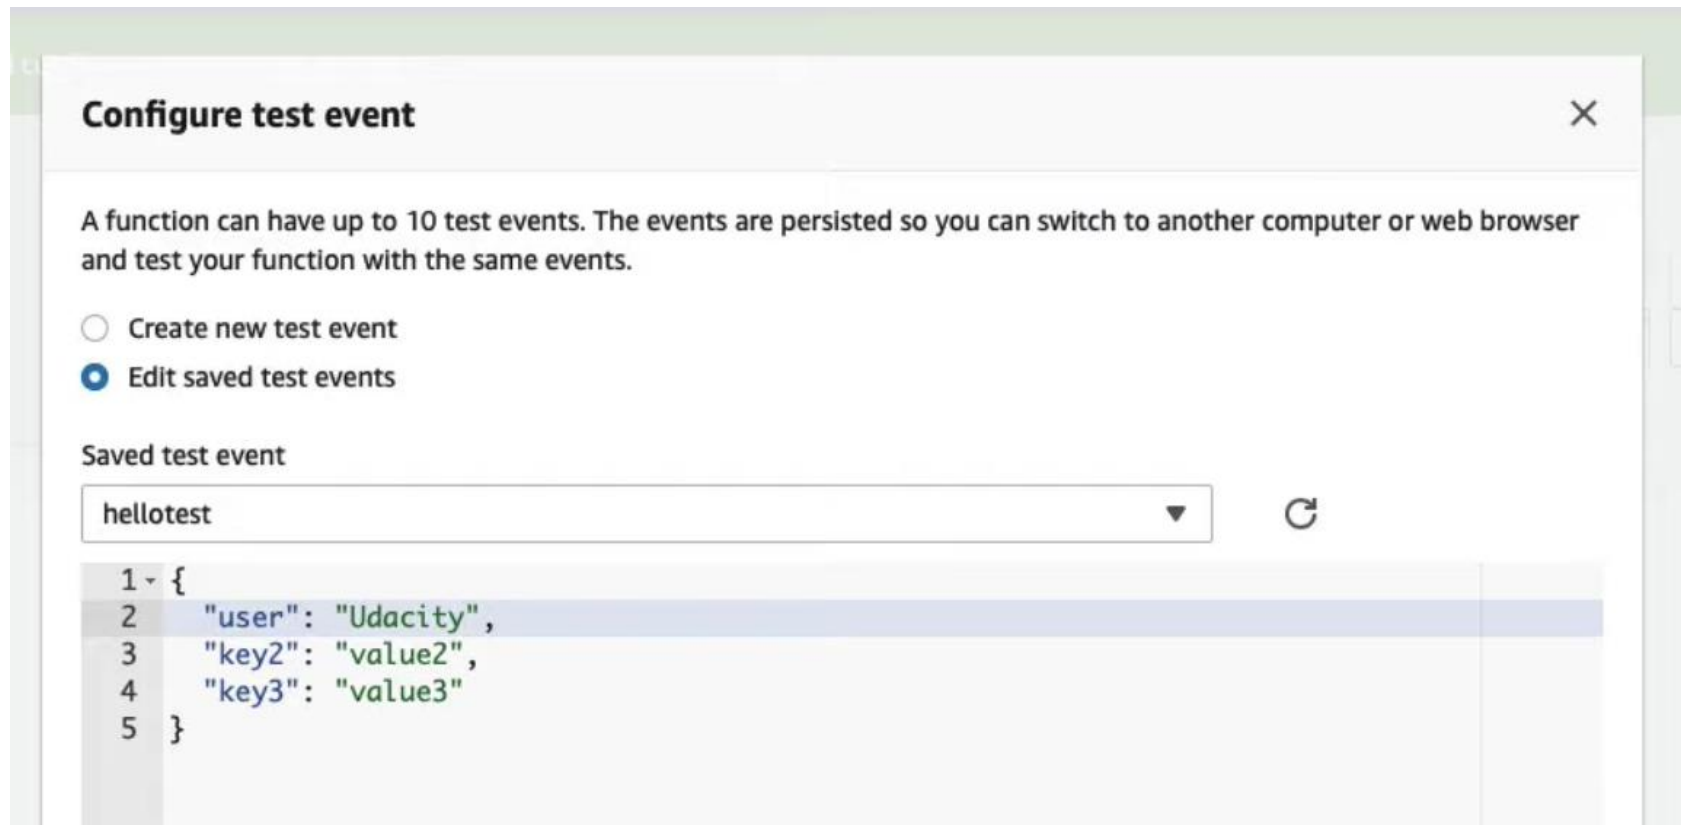 Configure test event
A function can have up to 10 test events. The events are persisted so you can switch to another computer or web browser
and test your function with the same events.
Create new test event
Edit saved test events
Saved test event
hellotest
1 {
2 "user": "Udacity",
3 "key2": "value2",
4 "key3": "value3"
5 }